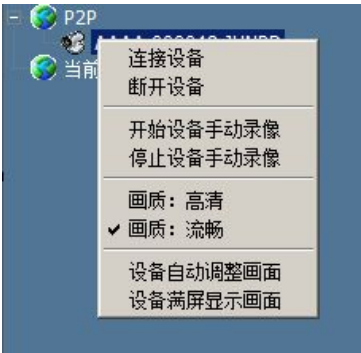 P2P
当前
连接设备
断开设备
开始设备手动录像
停止设备手动录像
画质：高清
画质：流畅
设备自动调整画面
设备满屏显示画面